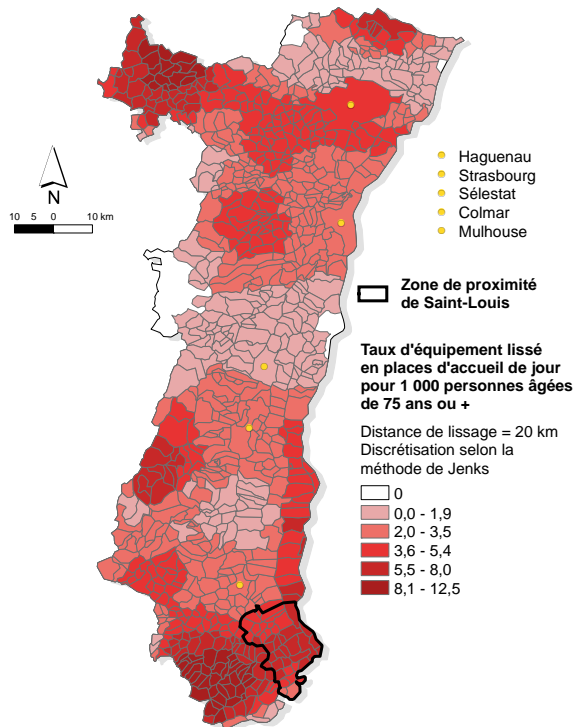 N
10 5 0 10 km
Haguenau
Strasbourg
Sélestat
Colmar
Mulhouse
Zone de proximité
de Saint-Louis
Taux d'équipement lissé
en places d'accueil de jour
pour 1 000 personnes âgées
de 75 ans ou +
Distance de lissage = 20 km
Discrétisation selon la
méthode de Jenks
0
0,0 - 1,9
2,0 - 3,5
3,6 - 5,4
5,5 - 8,0
8,1 - 12,5